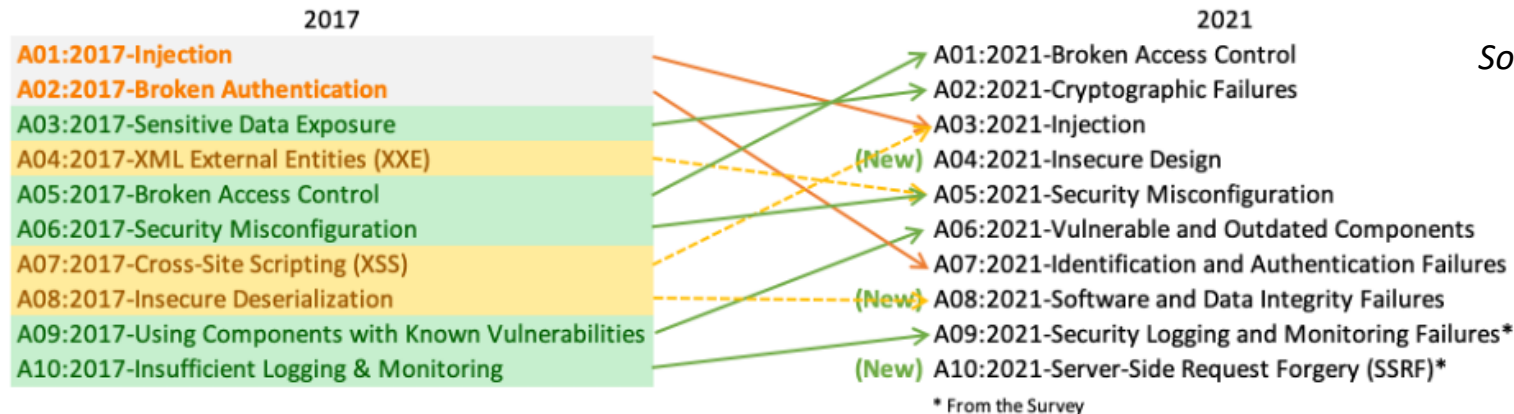 2017
A01:2017-Injection
A02:2017-Broken Authentication
A03:2017-Sensitive Data Exposure
A04:2017-XML External Entities (XXE)
A05:2017-Broken Access Control
A06:2017-Security Misconfiguration
A07:2017-Cross-Site Scripting (XSS)
A08:2017-Insecure Deserialization
A09:2017-Using Components with Known Vulnerabilities
A10:2017-Insufficient Logging & Monitoring
2021
A01:2021-Broken Access Control
A02:2021-Cryptographic Failures
A03:2021-Injection
(New) A04:2021-Insecure Design
A05:2021-Security Misconfiguration
A06:2021-Vulnerable and Outdated Components
A07:2021-Identification and Authentication Failures
(New) A08:2021-Software and Data Integrity Failures
A09:2021-Security Logging and Monitoring Failures*
(New) A10:2021-Server-Side Request Forgery (SSRF)*
* From the Survey
So